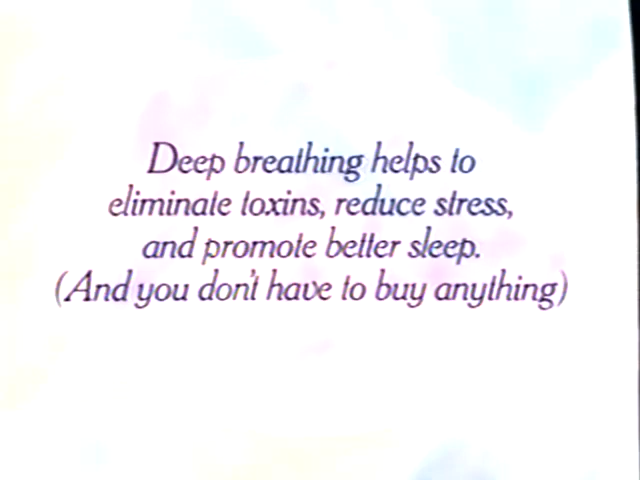 Deep breathing helps to
eliminate toxins, reduce stress,
and promote better sleep.
(And you don't have to buy anything)